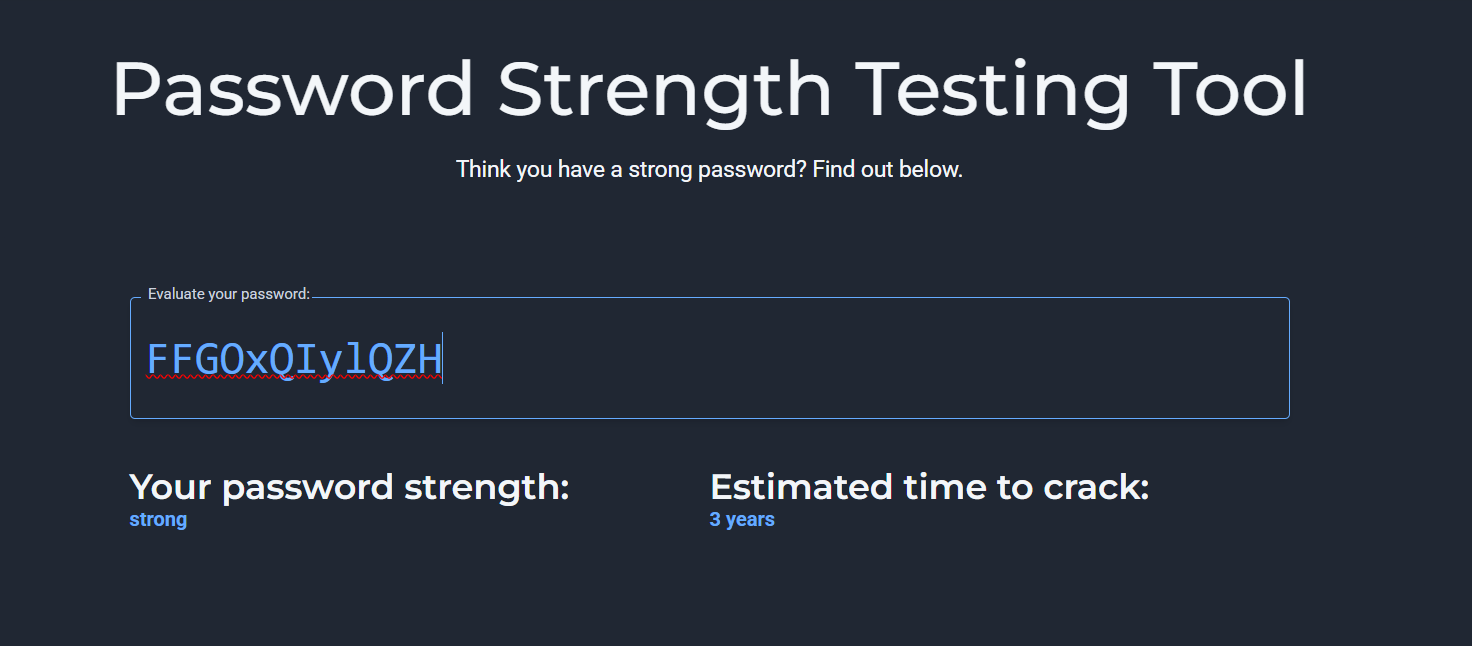 Password Strength Testing Tool
Think you have a strong password? Find out below.
Evaluate your password:
FFGOxQIylQZH
Your password strength:
strong
Estimated time to crack:
3 years